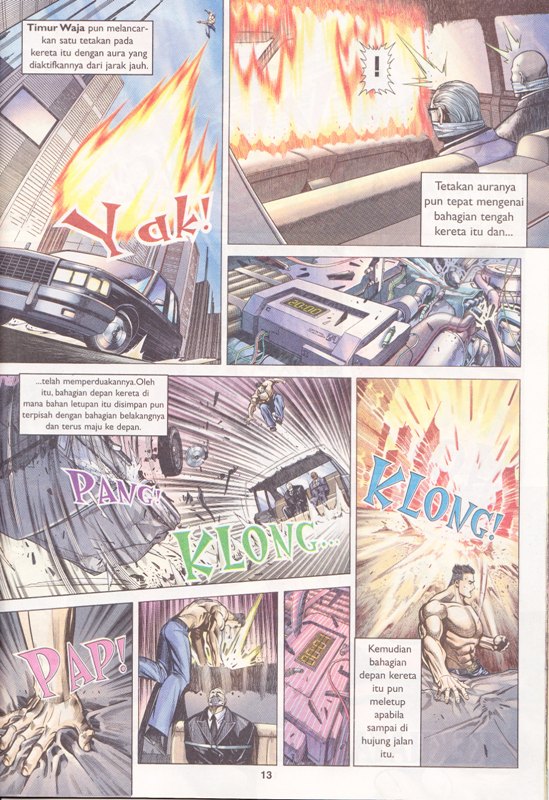 Timur Waja pun melancar-
kan satu tetakan pada
kereta itu dengan aura yang
diaktifkannya dari jarak jauh.
!
Yak!
Tetakan auranya
pun tepat mengenai
bahagian tengah
kereta itu dan...
20:00
...telah memperduakannya.Oleh
itu, bahagian depan kereta di
mana bahan letupan itu disimpan pun
terpisah dengan bahagian belakangnya
dan terus maju ke depan.
PANG!
KLONG...
KLONG!
PAP!
Kemudian
bahagian
depan kereta
itu pun
meletup
apabila
sampai di
hujung jalan
itu.
13